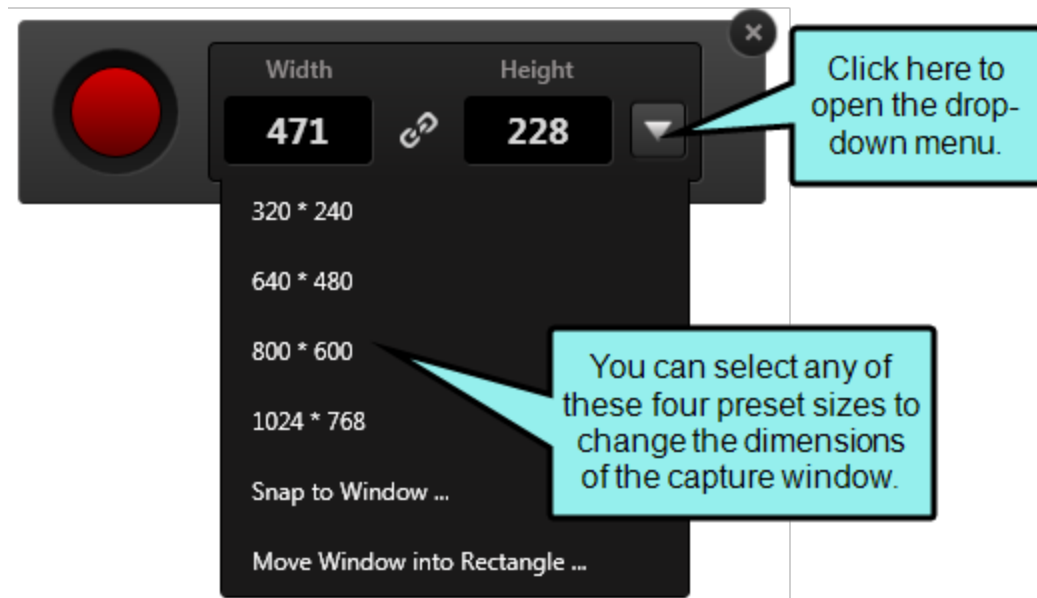 Width Height
471 228
Click here to
open the drop-
down menu.
320 * 240
640 * 480
800 * 600
1024 * 768
Snap to Window ...
Move Window into Rectangle ...
You can select any of
these four preset sizes to
change the dimensions
of the capture window.